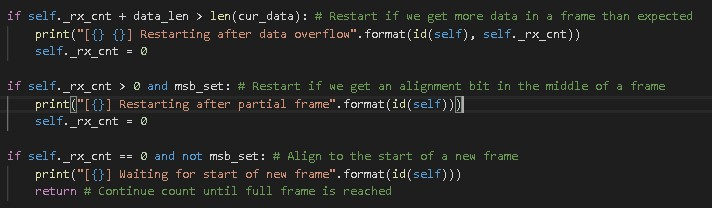 if self._rx_cnt + data_len > len(cur_data): # Restart if we get more data in a frame than expected
    print("[{} {}] Restarting after data overflow".format(id(self), self._rx_cnt))
    self._rx_cnt = 0

if self._rx_cnt > 0 and msb_set: # Restart if we get an alignment bit in the middle of a frame
    print("[{}] Restarting after partial frame".format(id(self)))
    self._rx_cnt = 0

if self._rx_cnt == 0 and not msb_set: # Align to the start of a new frame
    print("[{}] Waiting for start of new frame".format(id(self)))
    return # Continue count until full frame is reached